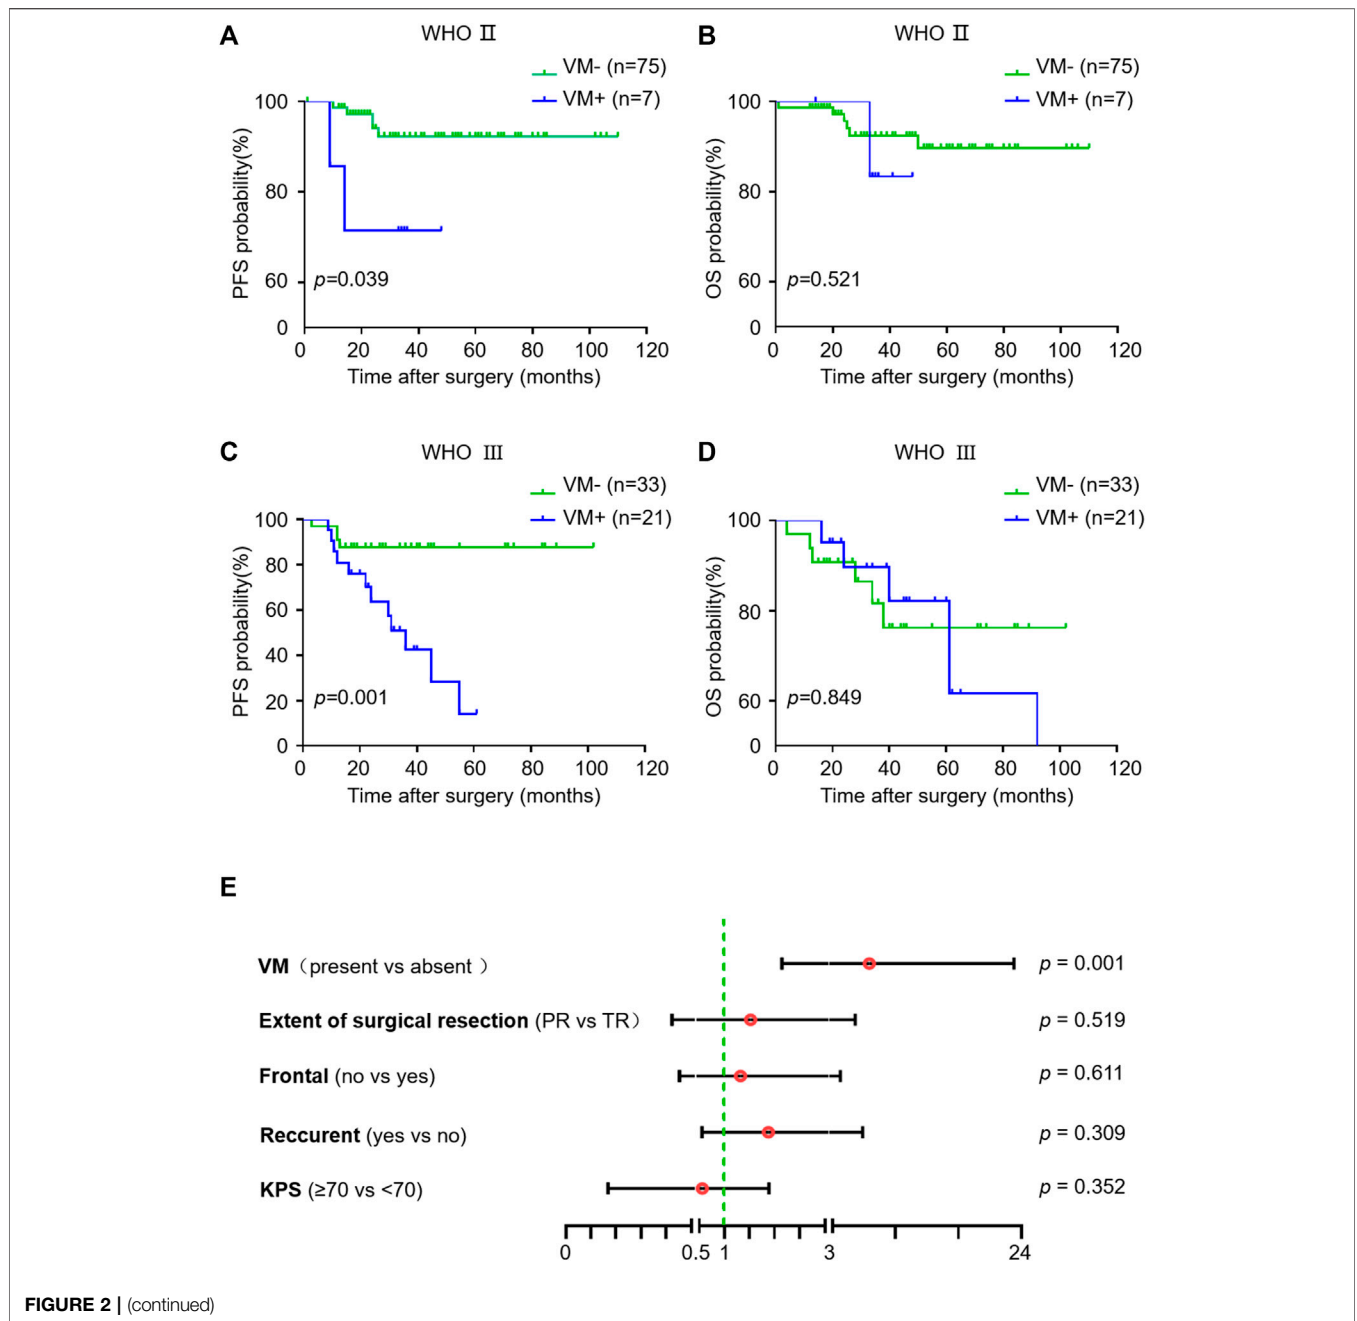 A
WHO Ⅱ
VM- (n=75)
VM+ (n=7)
PFS probability(%)
100
80
60
0
p=0.039
0 20 40 60 80 100 120
Time after surgery (months)
B
WHO Ⅱ
VM- (n=75)
VM+ (n=7)
OS probability(%)
100
80
60
0
p=0.521
0 20 40 60 80 100 120
Time after surgery (months)
C
WHO Ⅲ
VM- (n=33)
VM+ (n=21)
PFS probability(%)
100
80
60
40
20
0
p=0.001
0 20 40 60 80 100 120
Time after surgery (months)
D
WHO Ⅲ
VM- (n=33)
VM+ (n=21)
OS probability(%)
100
80
60
0
p=0.849
0 20 40 60 80 100 120
Time after surgery (months)
E
VM（present vs absent ） p = 0.001
Extent of surgical resection (PR vs TR） p = 0.519
Frontal (no vs yes) p = 0.611
Reccurent (yes vs no) p = 0.309
KPS (≥70 vs <70) p = 0.352
0 0.5 1 3 24
FIGURE 2 | (continued)